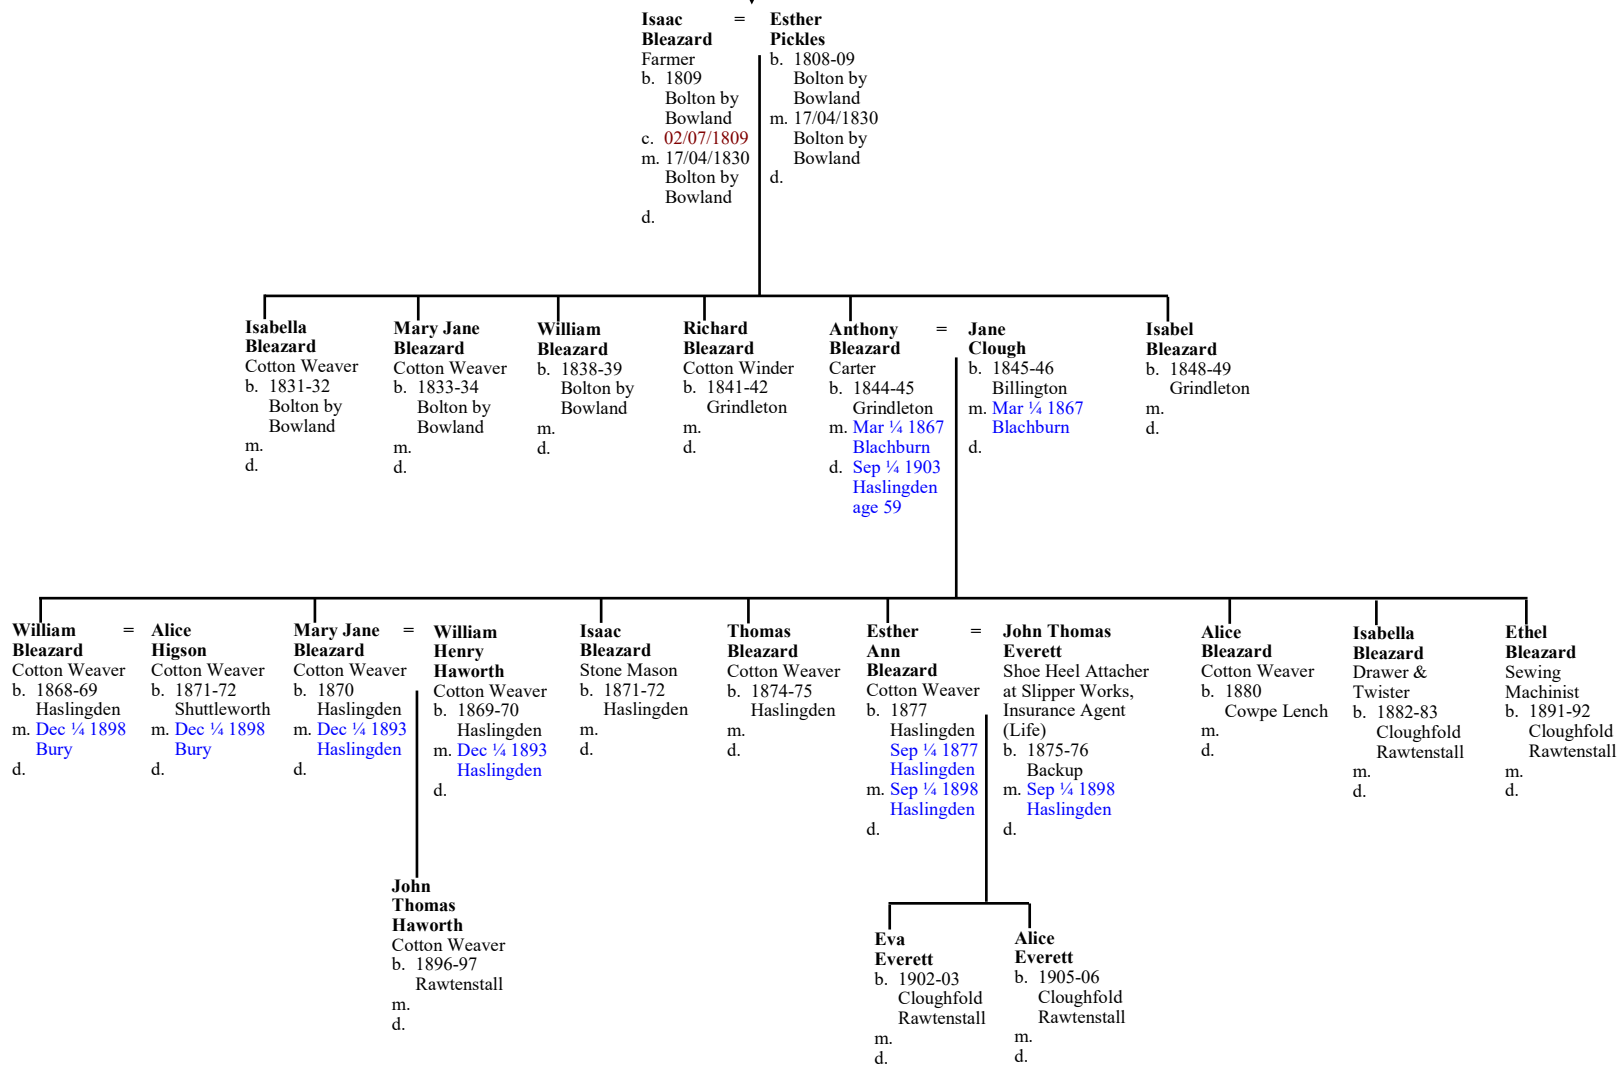 Isaac = Esther
Bleazard Pickles
Farmer
b. 1809
Bolton by
Bowland
c. 02/07/1809
m. 17/04/1830
Bolton by
Bowland
d.
b. 1808-09
Bolton by
Bowland
m. 17/04/1830
Bolton by
Bowland
d.
Isabella
Bleazard
Cotton Weaver
b. 1831-32
Bolton by
Bowland
m.
d.
Mary Jane
Bleazard
Cotton Weaver
b. 1833-34
Bolton by
Bowland
m.
d.
William
Bleazard
b. 1838-39
Bolton by
Bowland
m.
d.
Richard
Bleazard
Cotton Winder
b. 1841-42
Grindleton
m.
d.
Anthony =
Bleazard
Carter
b. 1844-45
Grindleton
m. Mar ¼ 1867
Blachburn
d. Sep ¼ 1903
Haslingden
age 59
Jane
Clough
b. 1845-46
Billington
m. Mar ¼ 1867
Blachburn
d.
Isabel
Bleazard
b. 1848-49
Grindleton
m.
d.
William =
Bleazard
Cotton Weaver
b. 1868-69
Haslingden
m. Dec ¼ 1898
Bury
d.
Alice
Higson
Cotton Weaver
b. 1871-72
Shuttleworth
m. Dec ¼ 1898
Bury
d.
Mary Jane =
Bleazard
Cotton Weaver
b. 1870
Haslingden
m. Dec ¼ 1893
Haslingden
d.
William
Henry
Haworth
Cotton Weaver
b. 1869-70
Haslingden
m. Dec ¼ 1893
Haslingden
d.
Isaac
Bleazard
Stone Mason
b. 1871-72
Haslingden
m.
d.
Thomas
Bleazard
Cotton Weaver
b. 1874-75
Haslingden
m.
d.
Esther =
Ann
Bleazard
Cotton Weaver
b. 1877
Haslingden
Sep ¼ 1877
Haslingden
m. Sep ¼ 1898
Haslingden
d.
John Thomas
Everett
Shoe Heel Attacher
at Slipper Works,
Insurance Agent
(Life)
b. 1875-76
Backup
m. Sep ¼ 1898
Haslingden
d.
Alice
Bleazard
Cotton Weaver
b. 1880
Cowpe Lench
m.
d.
Isabella
Bleazard
Drawer &
Twister
b. 1882-83
Cloughfold
Rawtenstall
m.
d.
Ethel
Bleazard
Sewing
Machinist
b. 1891-92
Cloughfold
Rawtenstall
m.
d.
John
Thomas
Haworth
Cotton Weaver
b. 1896-97
Rawtenstall
m.
d.
Eva
Everett
b. 1902-03
Cloughfold
Rawtenstall
m.
d.
Alice
Everett
b. 1905-06
Cloughfold
Rawtenstall
m.
d.